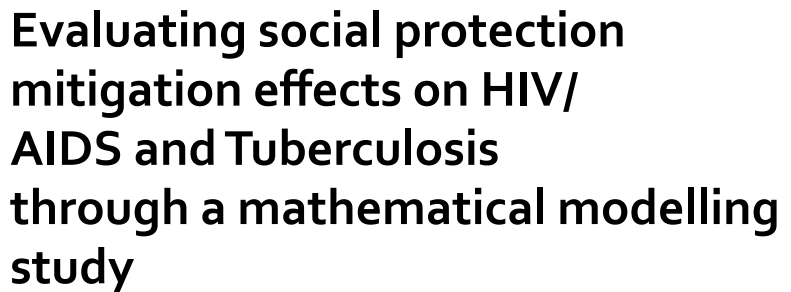 Evaluating social protection
mitigation effects on HIV/
AIDS and Tuberculosis
through a mathematical modelling
study